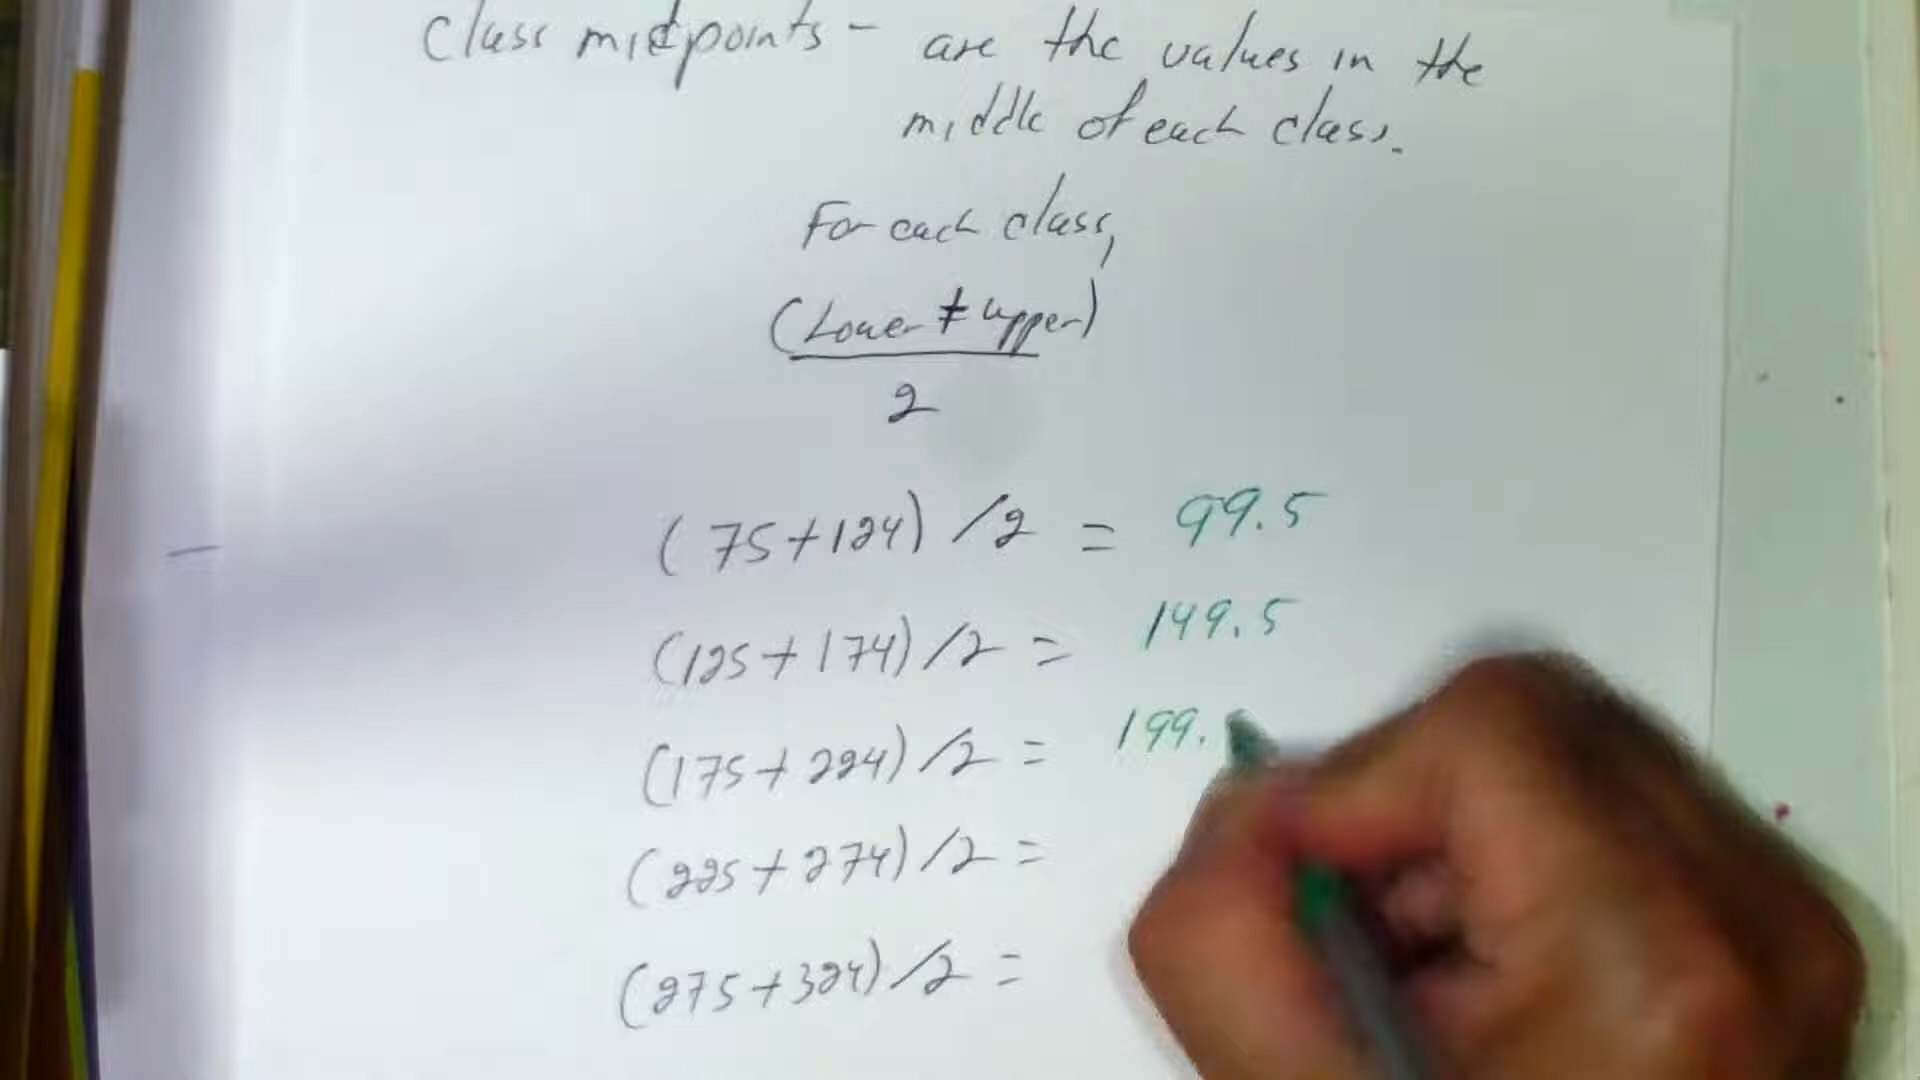 Class midpoints - are the values in the
middle of each class.
For each class,
(Lower + upper)
2
(75+124) /2 = 99.5
(125+174)/2 = 149.5
(175+224)/2 = 199.
(225+274)/2 =
(275+324)/2 =